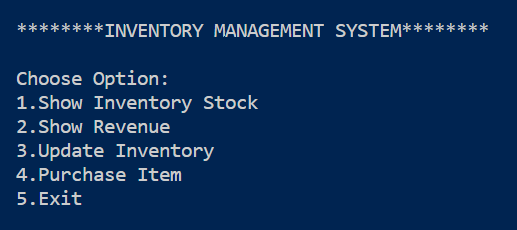 ********INVENTORY MANAGEMENT SYSTEM********
Choose Option:
1.Show Inventory Stock
2.Show Revenue
3.Update Inventory
4.Purchase Item
5.Exit